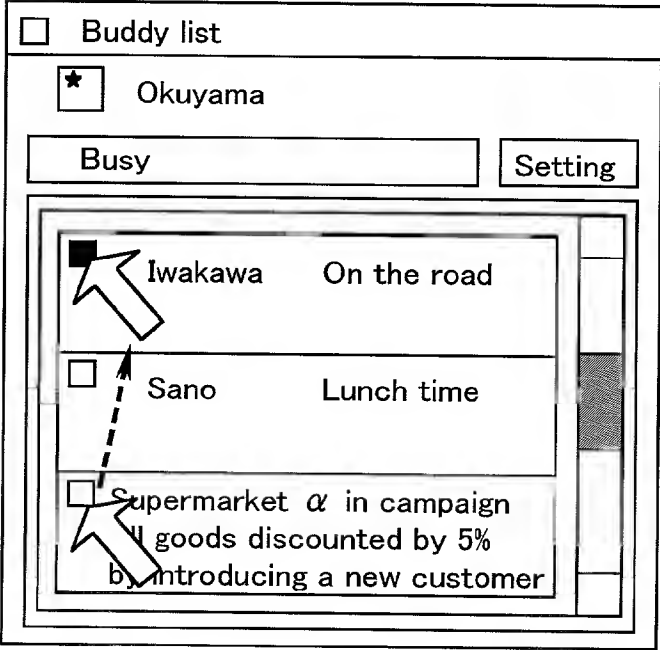 Buddy list
Okuyama
Busy Setting
Iwakawa On the road
Sano Lunch time
Supermarket α in campaign
goods discounted by 5%
by introducing a new customer